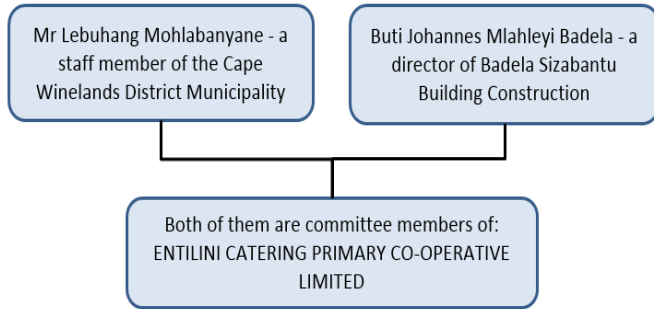 Mr Lebuhang Mohlabanyane - a
staff member of the Cape
Winelands District Municipality
Buti Johannes Mlahleyi Badela - a
director of Badela Sizabantu
Building Construction
Both of them are committee members of:
ENTILINI CATERING PRIMARY CO-OPERATIVE
LIMITED